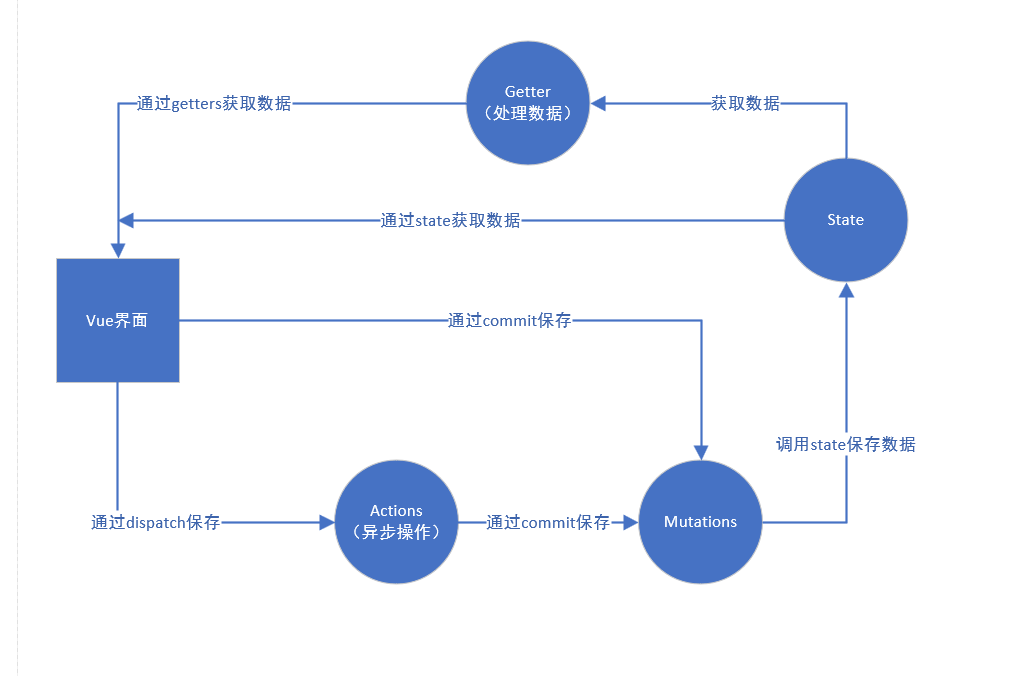 Getter
（处理数据）
通过getters获取数据
获取数据
State
通过state获取数据
Vue界面
通过commit保存
调用state保存数据
Actions
（异步操作）
通过dispatch保存
通过commit保存
Mutations